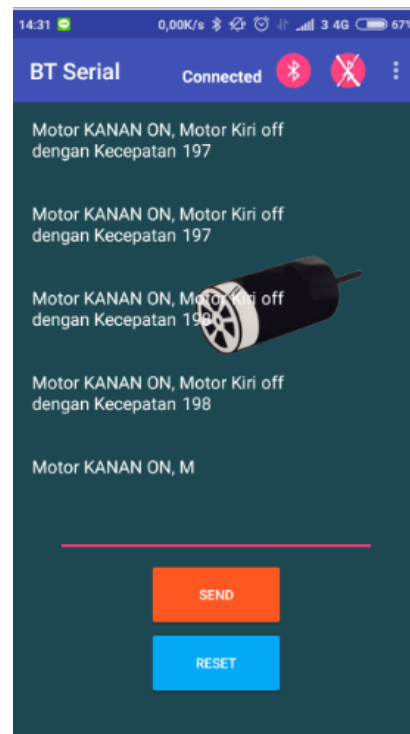 14:31 0,00K/s 3 4G 67%
BT Serial Connected
Motor KANAN ON, Motor Kiri off
dengan Kecepatan 197
Motor KANAN ON, Motor Kiri off
dengan Kecepatan 197
Motor KANAN ON, Motor Kiri off
dengan Kecepatan 198
Motor KANAN ON, Motor Kiri off
dengan Kecepatan 198
Motor KANAN ON, M
SEND
RESET